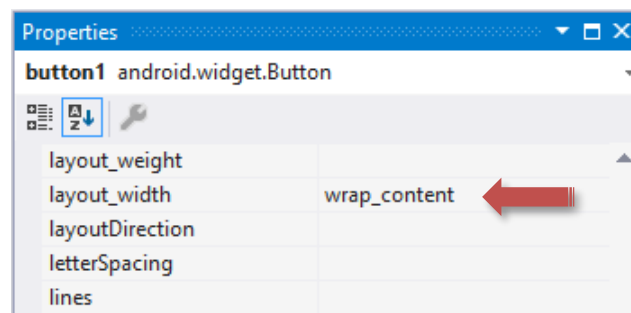 Properties
button1 android.widget.Button
layout_weight
layout_width wrap_content
layoutDirection
letterSpacing
lines